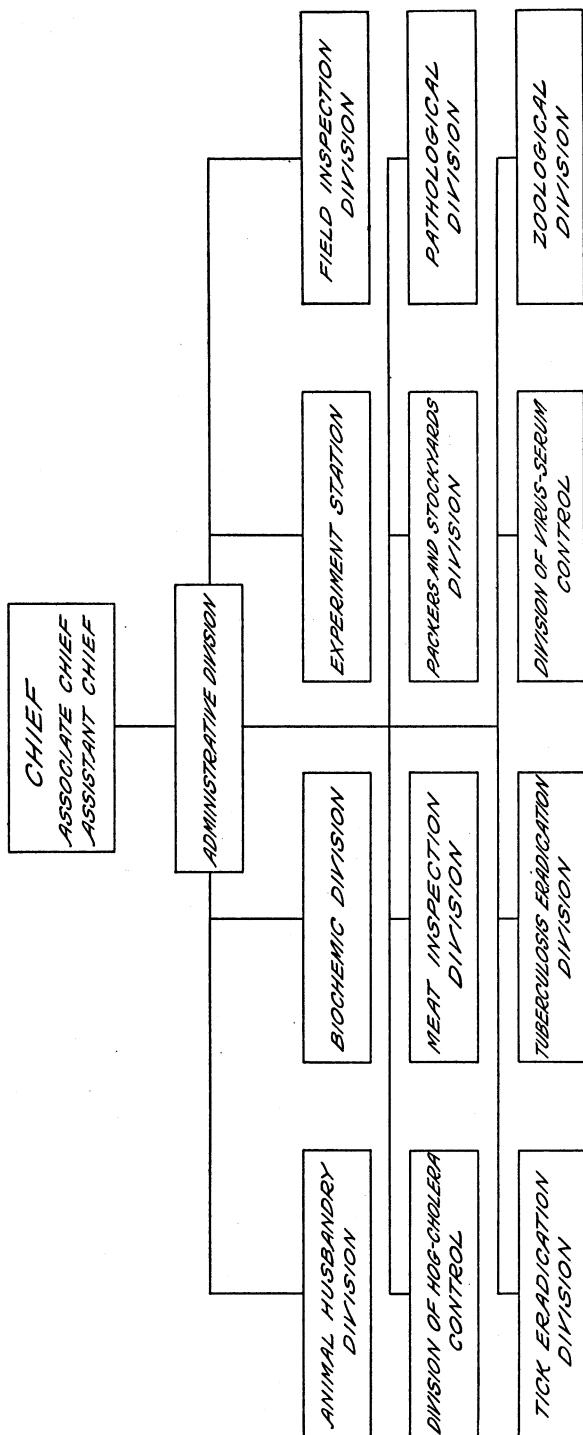 CHIEF
ASSOCIATE CHIEF
ASSISTANT CHIEF
ADMINISTRATIVE DIVISION
ANIMAL HUSBANDRY
DIVISION
BIOCHEMIC DIVISION
EXPERIMENT STATION
FIELD INSPECTION
DIVISION
DIVISION OF HOG-CHOLERA
CONTROL
MEAT INSPECTION
DIVISION
PACKERS AND STOCKYARDS
DIVISION
PATHOLOGICAL
DIVISION
TICK ERADICATION
DIVISION
TUBERCULOSIS ERADICATION
DIVISION
DIVISION OF VIRUS-SERUM
CONTROL
ZOOLOGICAL
DIVISION